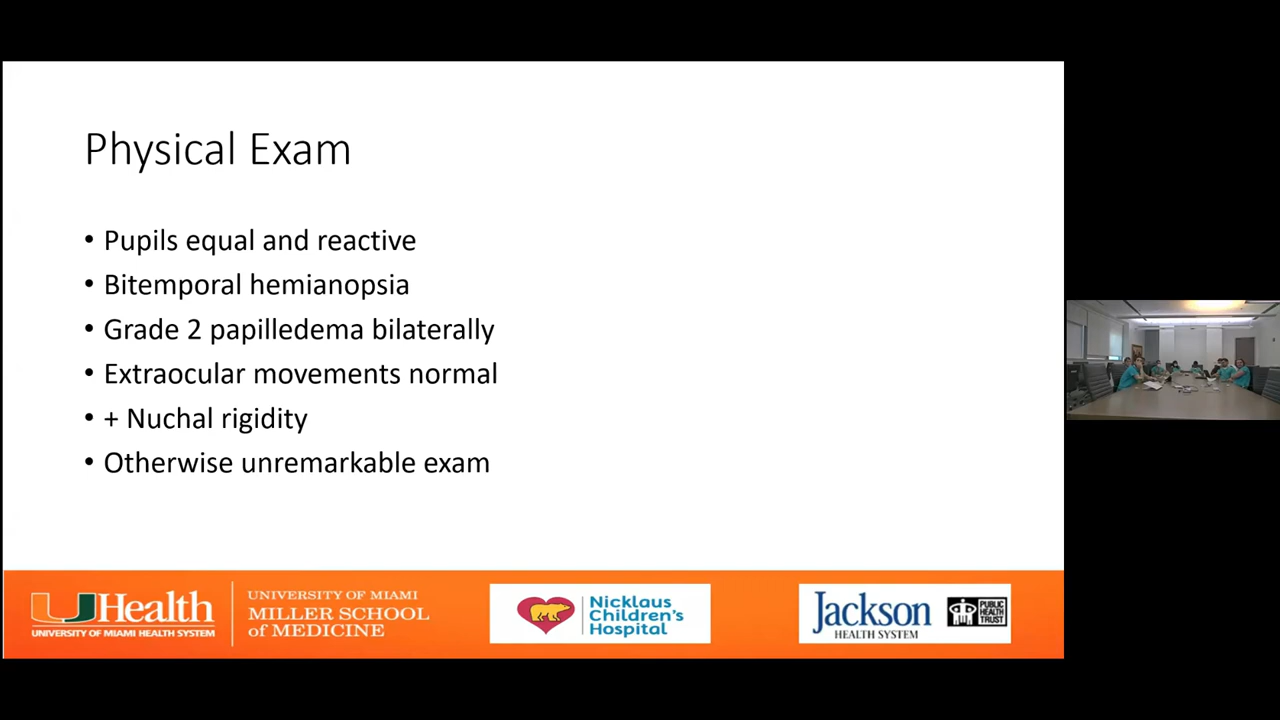 Physical Exam
• Pupils equal and reactive
• Bitemporal hemianopsia
• Grade 2 papilledema bilaterally
• Extraocular movements normal
• + Nuchal rigidity
• Otherwise unremarkable exam
UHealth
UNIVERSITY OF MIAMI HEALTH SYSTEM
UNIVERSITY OF MIAMI
MILLER SCHOOL
of MEDICINE
Nicklaus
Children's
Hospital
Jackson
HEALTH SYSTEM
PUBLIC
HEALTH
TRUST